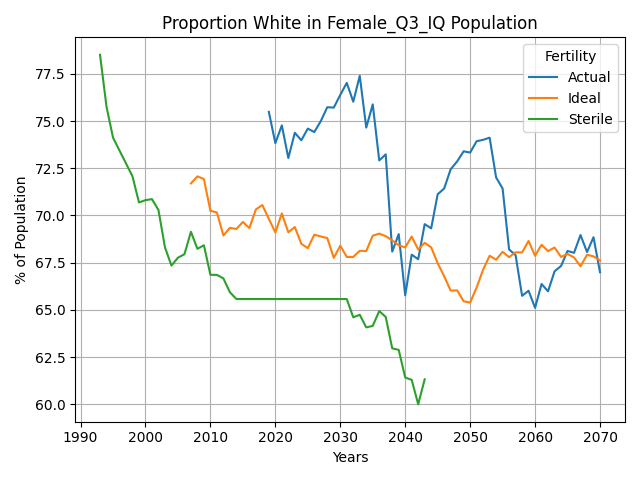 Proportion White in Female_Q3_IQ Population
Fertility
Actual
Ideal
Sterile
% of Population
77.5
75.0
72.5
70.0
67.5
65.0
62.5
60.0
1990 2000 2010 2020 2030 2040 2050 2060 2070
Years